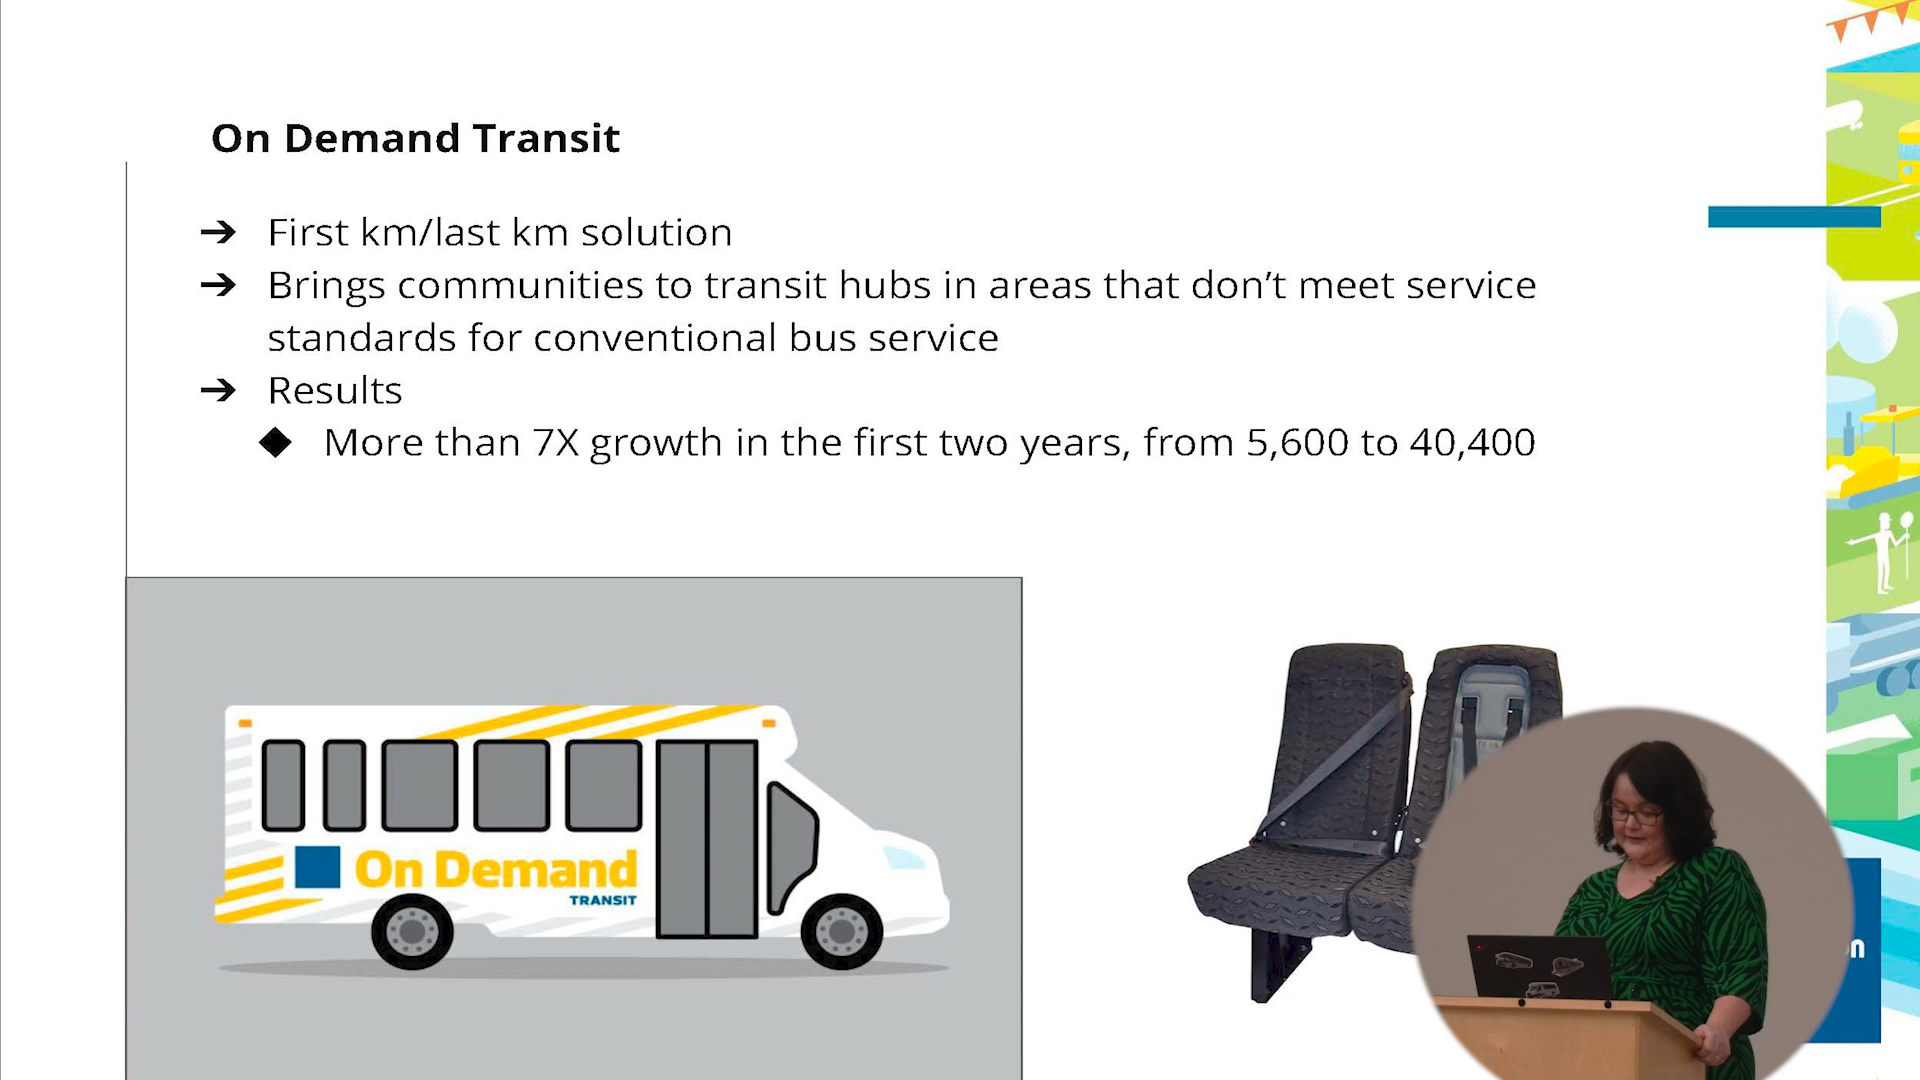 On Demand Transit
➔ First km/last km solution
➔ Brings communities to transit hubs in areas that don’t meet service
standards for conventional bus service
➔ Results
◆ More than 7X growth in the first two years, from 5,600 to 40,400
On Demand
TRANSIT